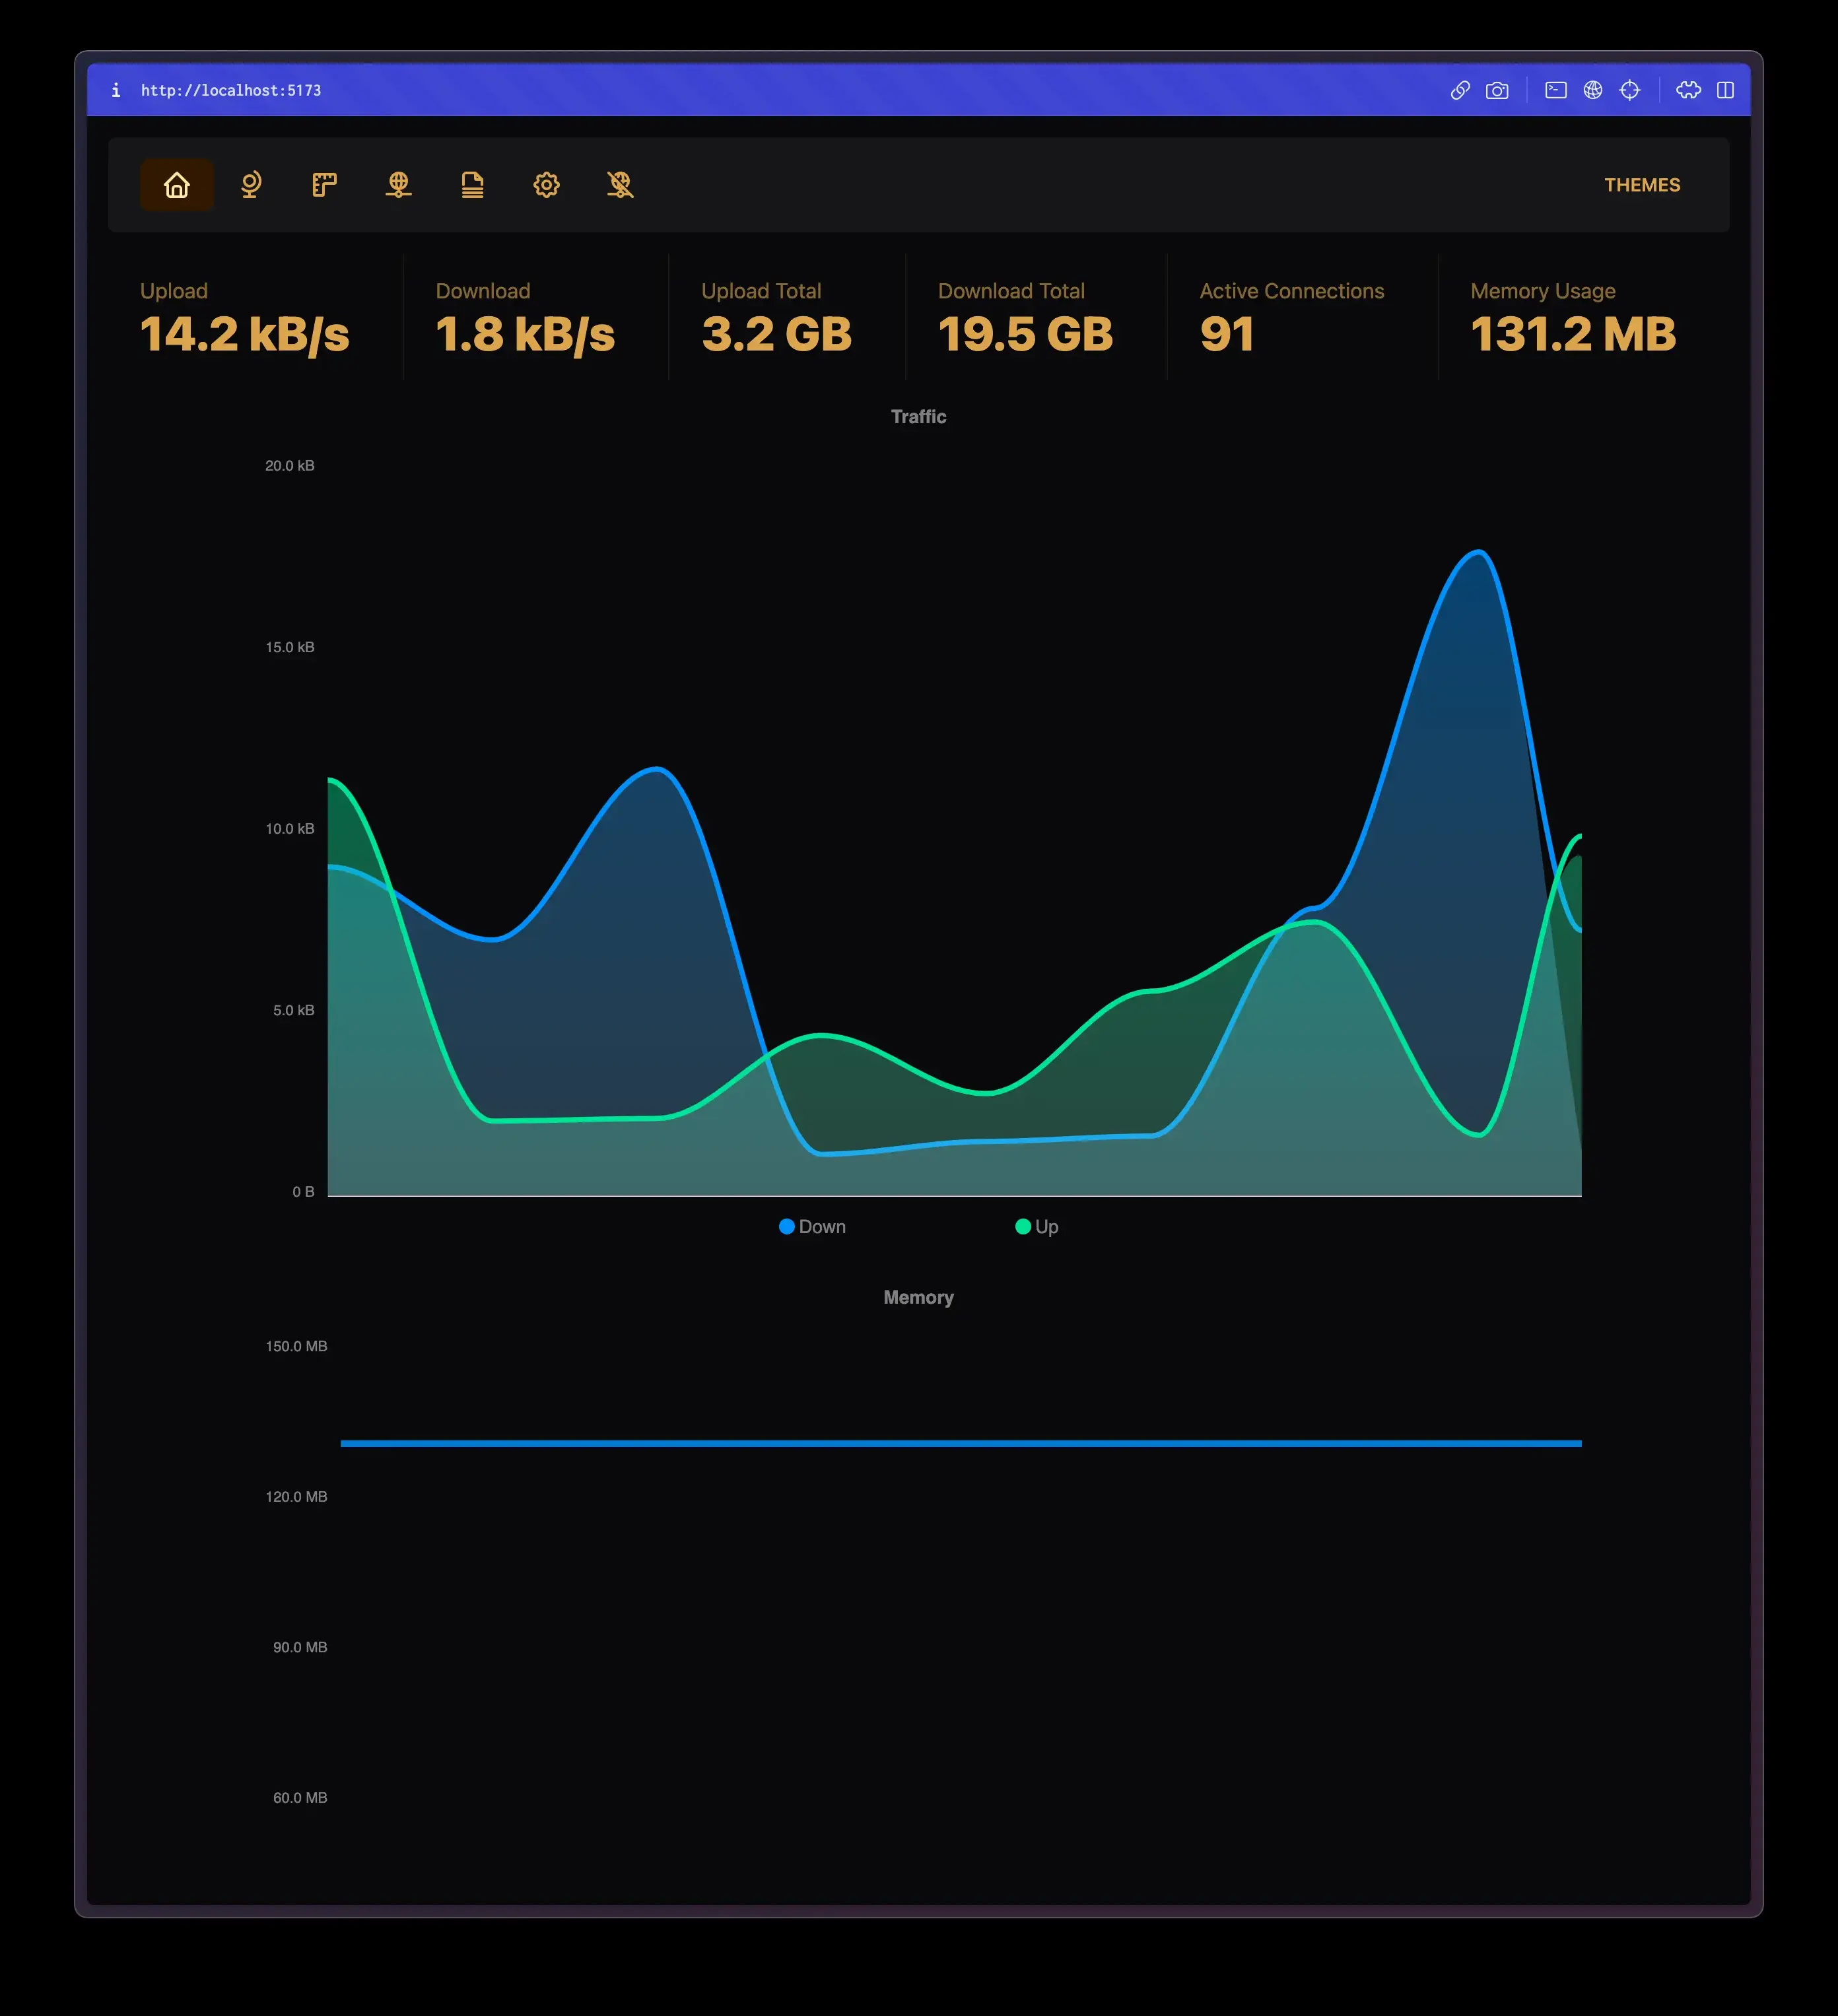 i http://localhost:5173
THEMES
Upload
14.2 kB/s
Download
1.8 kB/s
Upload Total
3.2 GB
Download Total
19.5 GB
Active Connections
91
Memory Usage
131.2 MB
Traffic
20.0 kB
15.0 kB
10.0 kB
5.0 kB
0 B
Down Up
Memory
150.0 MB
120.0 MB
90.0 MB
60.0 MB